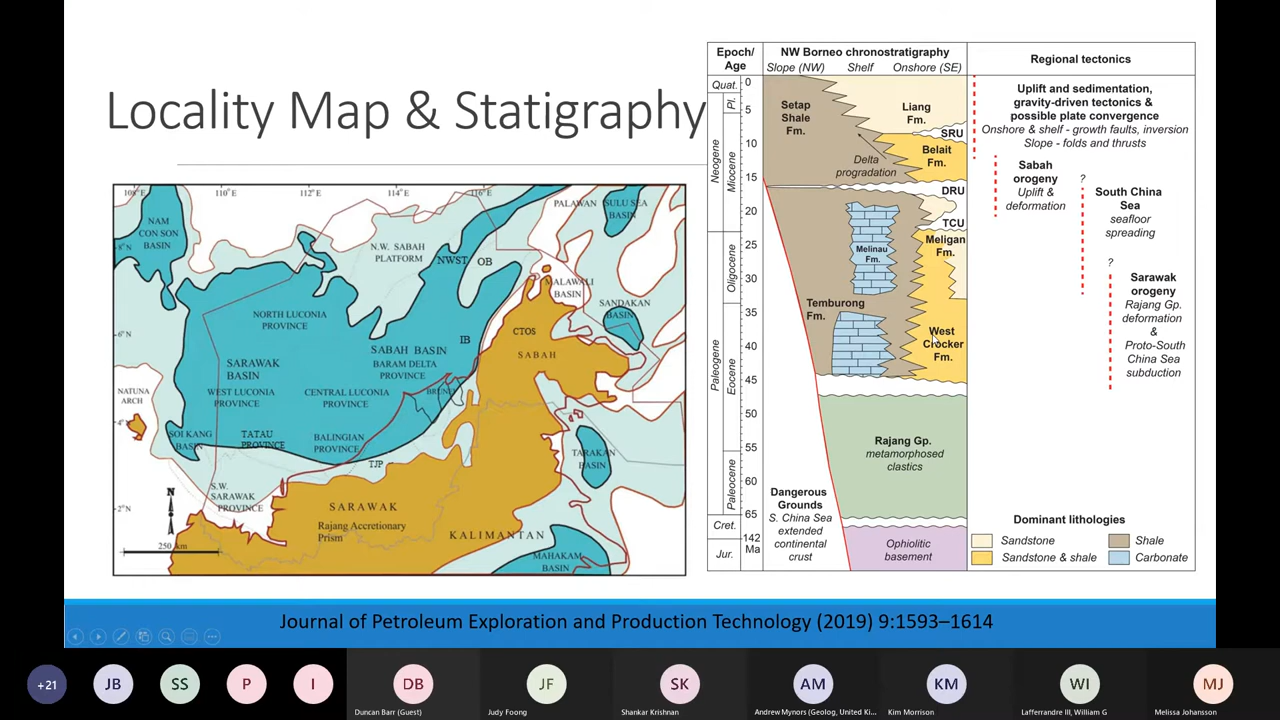 Locality Map & Statigraphy
108° E
110° E
112° E
114° E
116° E
8° N
6° N
4° N
2° N
NAM
CON SON
BASIN
PALAWAN
SULU SEA
BASIN
N.W. SABAH
PLATFORM
NWST
OB
MALAWALI
BASIN
SANDAKAN
BASIN
NORTH LUCONIA
PROVINCE
CTOS
SABAH
IB
SABAH BASIN
BARAM DELTA
PROVINCE
SARAWAK
BASIN
WEST LUCONIA
PROVINCE
CENTRAL LUCONIA
PROVINCE
BRUNEI
NATUNA
ARCH
SOI KANG
BASIN
TATAU
PROVINCE
BALINGIAN
PROVINCE
TJP
TARAKAN
BASIN
S.W.
SARAWAK
PROVINCE
N
250 km
SARAWAK
Rajang Accretionary
Prism
KALIMANTAN
MAHAKAM
BASIN
Epoch/
Age
NW Borneo chronostratigraphy
Slope (NW)
Shelf
Onshore (SE)
Regional tectonics
Quat.
Pl.
Neogene
Miocene
Oligocene
Paleogene
Eocene
Paleocene
Cret.
Jur.
0
5
10
15
20
25
30
35
40
45
50
55
60
65
142
Ma
Setap
Shale
Fm.
Liang
Fm.
SRU
Belait
Fm.
Delta
progradation
DRU
TCU
Meligan
Fm.
Melinau
Fm.
Temburong
Fm.
West
Crocker
Fm.
Rajang Gp.
metamorphosed
clastics
Dangerous
Grounds
S. China Sea
extended
continental
crust
Ophiolitic
basement
Uplift and sedimentation,
gravity-driven tectonics &
possible plate convergence
Onshore & shelf - growth faults, inversion
Slope - folds and thrusts
Sabah
orogeny
Uplift &
deformation
?
South China
Sea
seafloor
spreading
?
Sarawak
orogeny
Rajang Gp.
deformation
&
Proto-South
China Sea
subduction
Dominant lithologies
Sandstone
Shale
Sandstone & shale
Carbonate
Journal of Petroleum Exploration and Production Technology (2019) 9:1593–1614
+21
JB
SS
P
I
DB
JF
SK
AM
KM
WI
MJ
Duncan Barr (Guest)
Judy Foong
Shankar Krishnan
Andrew Mynors (Geolog, United Ki...
Kim Morrison
Lafferrandre III, William G
Melissa Johansson